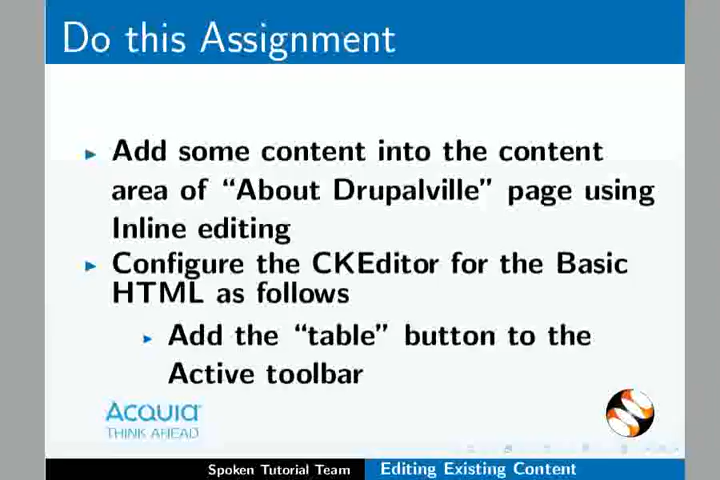 Do this Assignment
Add some content into the content
area of “About Drupalville” page using
Inline editing
Configure the CKEditor for the Basic
HTML as follows
Add the “table” button to the
Active toolbar
ACQUIA
THINK AHEAD
Spoken Tutorial Team
Editing Existing Content